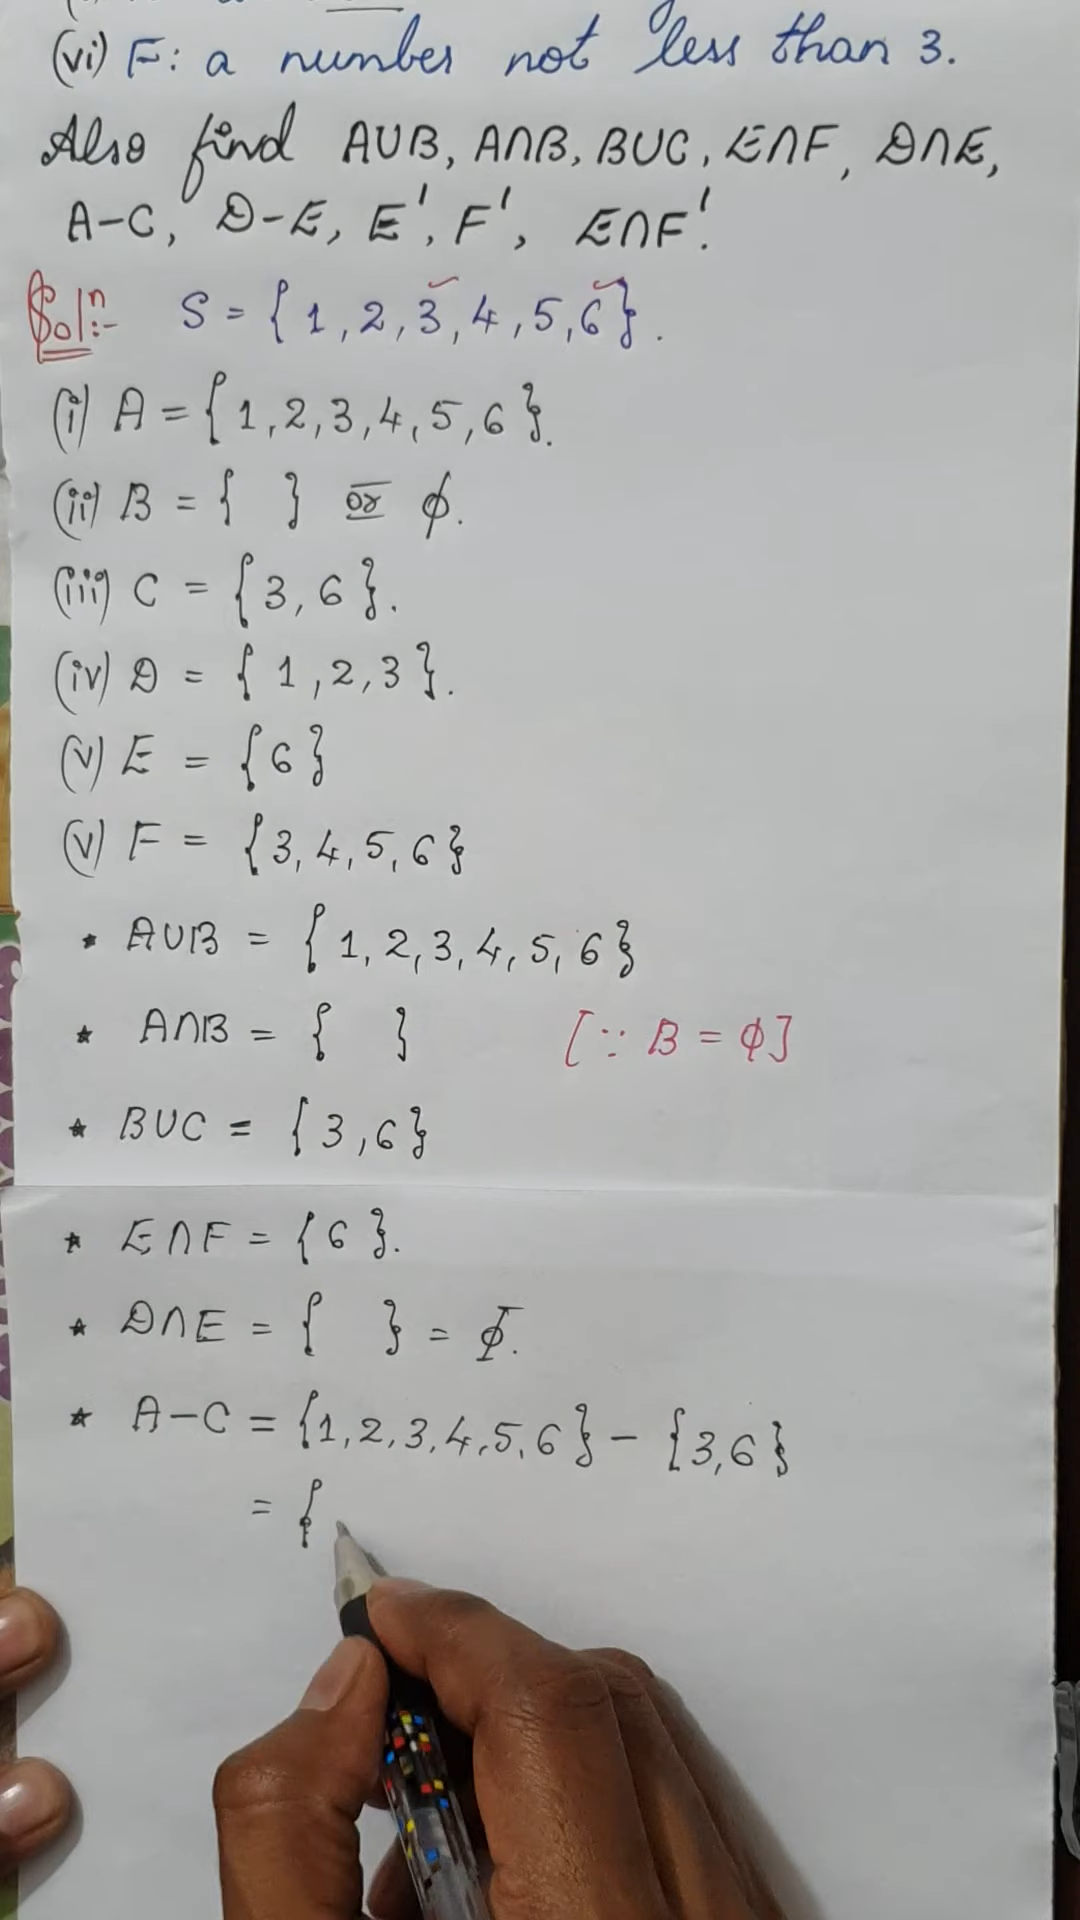 (vi) F: a number not less than 3.
Also find A∪B, A∩B, B∪C, E∩F, D∩E,
A-C, D-E, E', F', E∩F'.
Soln:- S = {1, 2, 3, 4, 5, 6}.
(i) A = {1, 2, 3, 4, 5, 6}.
(ii) B = { } or ϕ.
(iii) C = {3, 6}.
(iv) D = {1, 2, 3}.
(v) E = {6}
(v) F = {3, 4, 5, 6}
* A∪B = {1, 2, 3, 4, 5, 6}
* A∩B = { } [∵ B = ϕ]
* B∪C = {3, 6}
* E∩F = {6}.
* D∩E = { } = Φ.
* A-C = {1, 2, 3, 4, 5, 6} - {3, 6}
= {